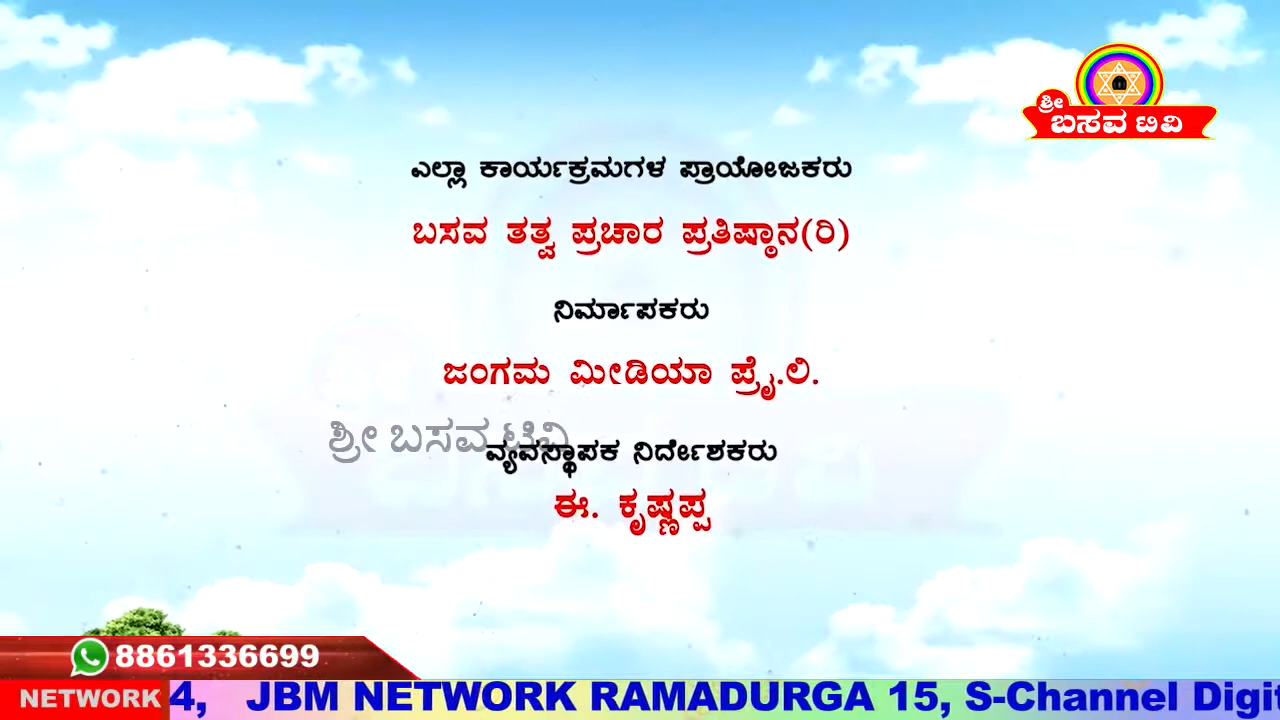 ಶ್ರೀ
ಬಸವ ಟಿವಿ
ಎಲ್ಲಾ ಕಾರ್ಯಕ್ರಮಗಳ ಪ್ರಾಯೋಜಕರು
ಬಸವ ತತ್ವ ಪ್ರಚಾರ ಪ್ರತಿಷ್ಠಾನ(ರಿ)
ನಿರ್ಮಾಪಕರು
ಜಂಗಮ ಮೀಡಿಯಾ ಪ್ರೈ.ಲಿ.
ಶ್ರೀ ಬಸವ ಟಿವಿ
ವ್ಯವಸ್ಥಾಪಕ ನಿರ್ದೇಶಕರು
ಈ. ಕೃಷ್ಣಪ್ಪ
8861336699
NETWORK 4, JBM NETWORK RAMADURGA 15, S-Channel Digit